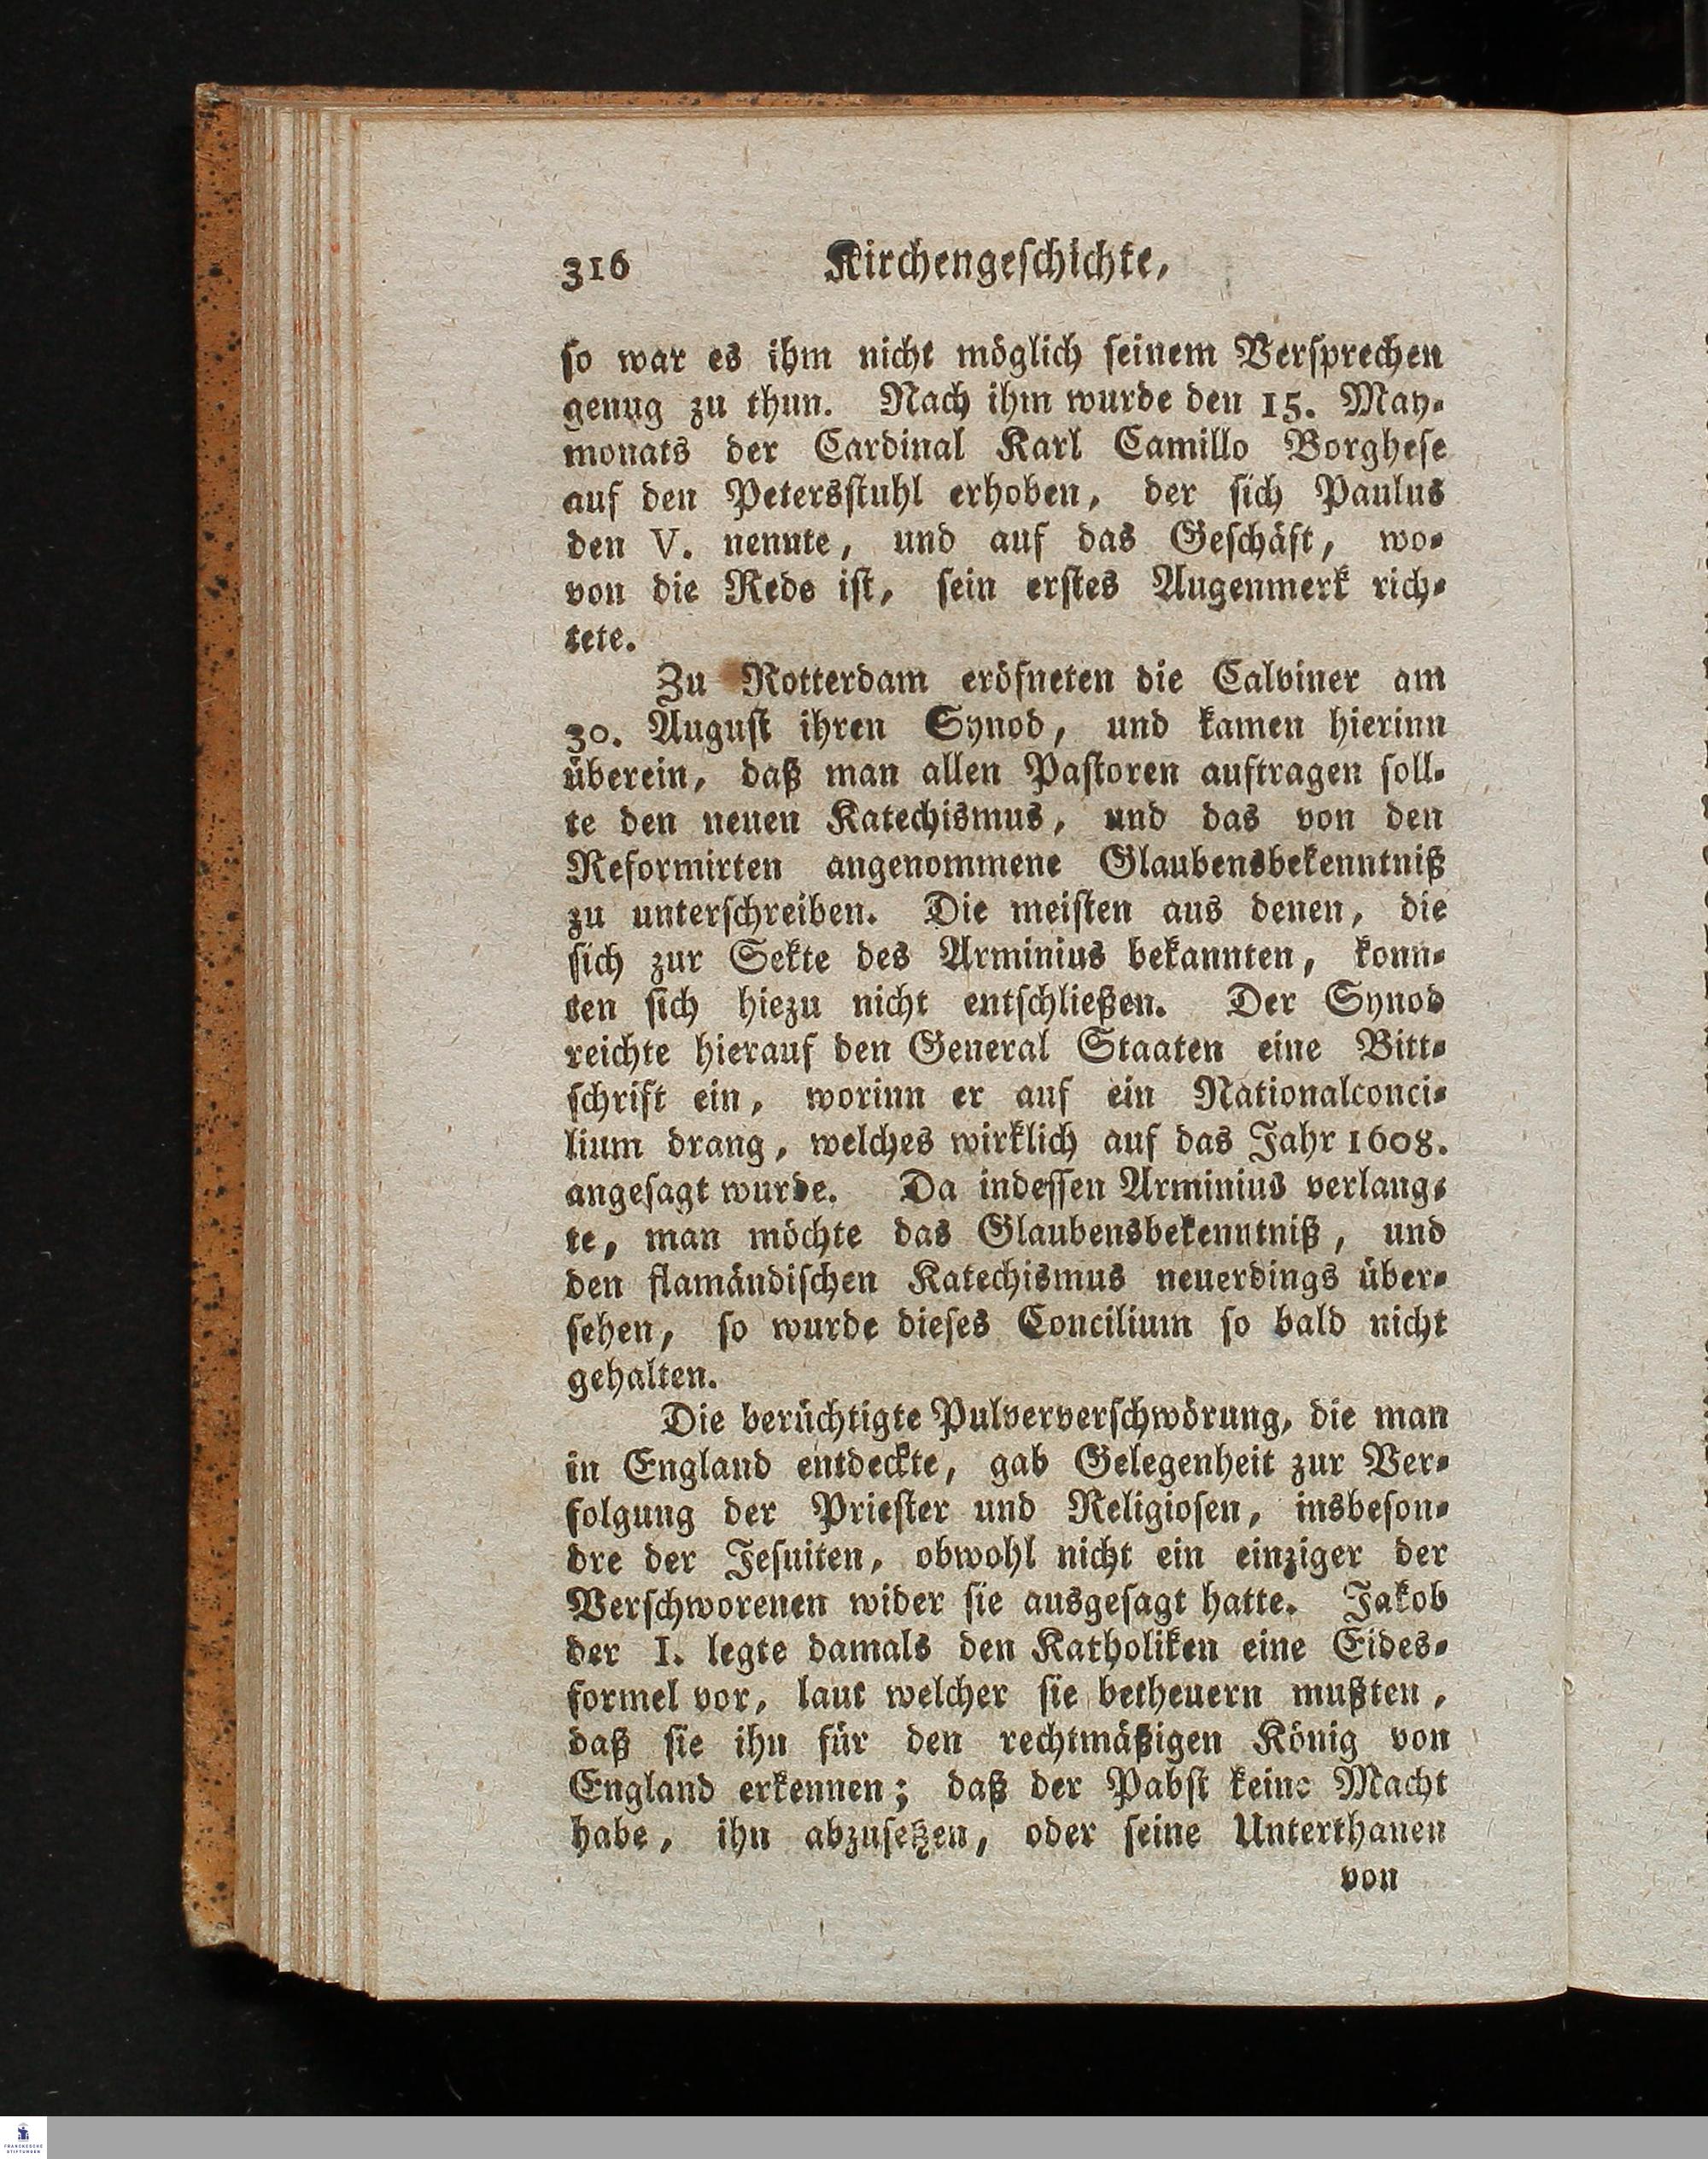 316 Kirchengeschichte,
so war es ihm nicht möglich seinem Versprechen
genug zu thun. Nach ihm wurde den 15. May-
monats der Cardinal Karl Camillo Borghese
auf den Petersstuhl erhoben, der sich Paulus
den V. nennte, und auf das Geschäft, wo-
von die Rede ist, sein erstes Augenmerk rich-
tete.
Zu Rotterdam eröfneten die Calviner am
30. August ihren Synod, und kamen hierinn
überein, daß man allen Pastoren auftragen soll-
te den neuen Katechismus, und das von den
Reformirten angenommene Glaubensbekenntniß
zu unterschreiben. Die meisten aus denen, die
sich zur Sekte des Arminius bekannten, konn-
ten sich hiezu nicht entschließen. Der Synod
reichte hierauf den General Staaten eine Bitt-
schrift ein, worinn er auf ein Nationalconci-
lium drang, welches wirklich auf das Jahr 1608.
angesagt wurde. Da indessen Arminius verlang-
te, man möchte das Glaubensbekenntniß, und
den flamändischen Katechismus neuerdings über-
sehen, so wurde dieses Concilium so bald nicht
gehalten.
Die berüchtigte Pulververschwörung, die man
in England entdeckte, gab Gelegenheit zur Ver-
folgung der Priester und Religiosen, insbeson-
dre der Jesuiten, obwohl nicht ein einziger der
Verschworenen wider sie ausgesagt hatte. Jakob
der I. legte damals den Katholiken eine Eides-
formel vor, laut welcher sie betheuern mußten,
daß sie ihn für den rechtmäßigen König von
England erkennen; daß der Pabst keine Macht
habe, ihn abzusetzen, oder seine Unterthanen
von
FRANCKESCHE
STIFTUNGEN